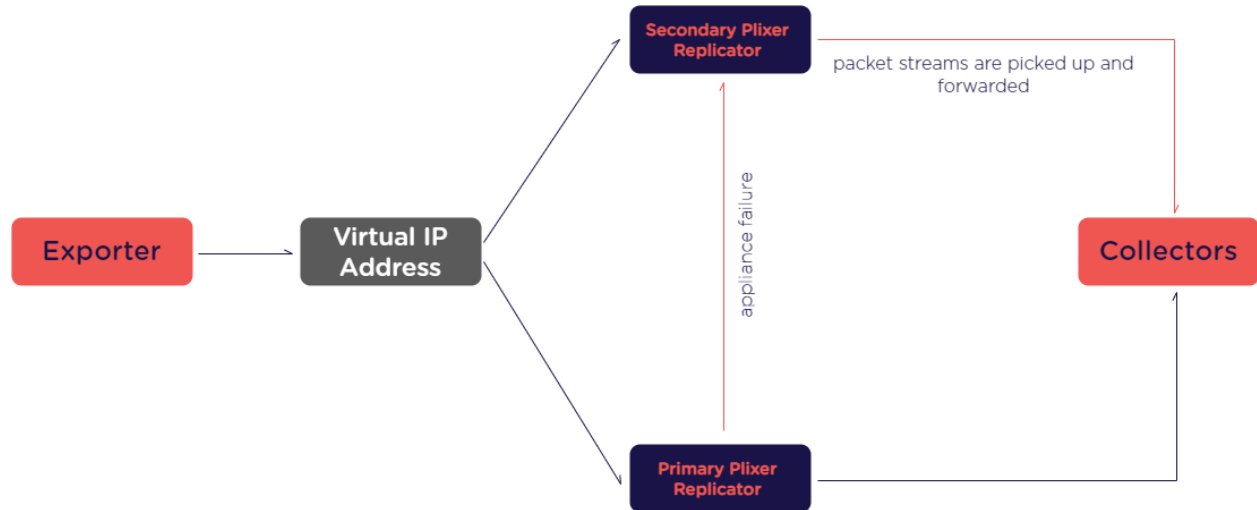 Secondary Plixer
Replicator
packet streams are picked up and
forwarded
appliance failure
Exporter
Virtual IP
Address
Collectors
Primary Plixer
Replicator